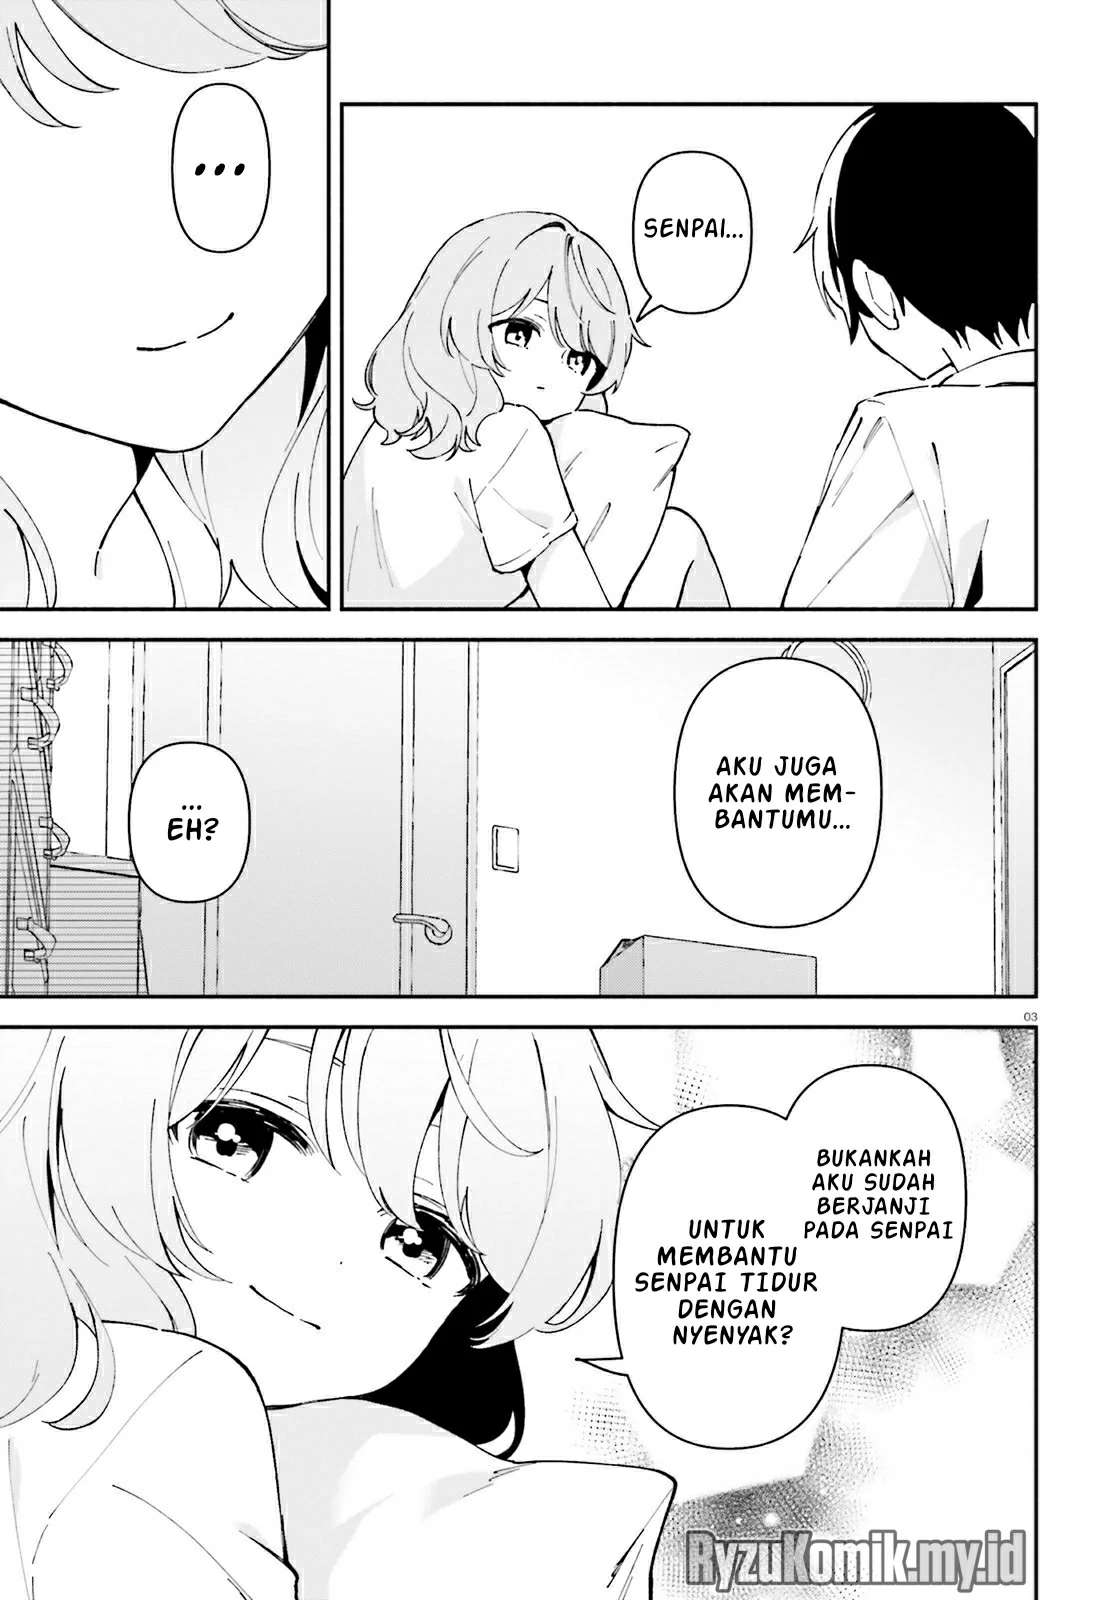 SENPAI...
...
AKU JUGA
AKAN MEM-
BANTUMU...
...
EH?
03
BUKANKAH
AKU SUDAH
BERJANJI
PADA SENPAI
UNTUK
MEMBANTU
SENPAI TIDUR
DENGAN
NYENYAK?
RyzuKomik.my.id